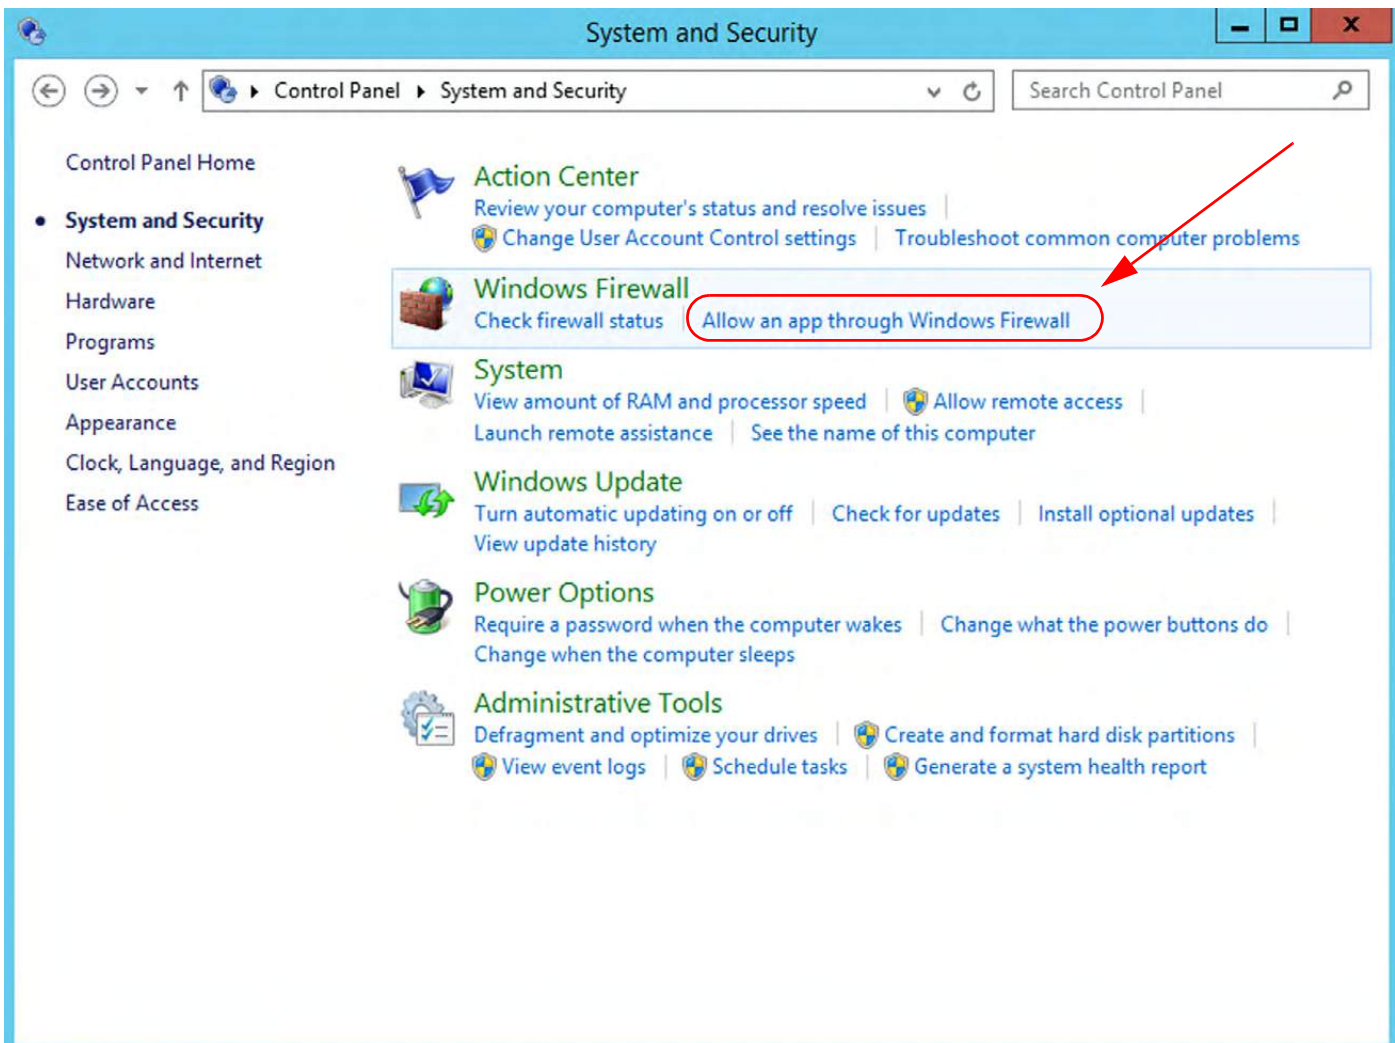 System and Security
Control Panel System and Security
Search Control Panel
Control Panel Home
System and Security
Network and Internet
Hardware
Programs
User Accounts
Appearance
Clock, Language, and Region
Ease of Access
Action Center
Review your computer's status and resolve issues
Change User Account Control settings Troubleshoot common computer problems
Windows Firewall
Check firewall status Allow an app through Windows Firewall
System
View amount of RAM and processor speed Allow remote access
Launch remote assistance See the name of this computer
Windows Update
Turn automatic updating on or off Check for updates Install optional updates
View update history
Power Options
Require a password when the computer wakes Change what the power buttons do
Change when the computer sleeps
Administrative Tools
Defragment and optimize your drives Create and format hard disk partitions
View event logs Schedule tasks Generate a system health report